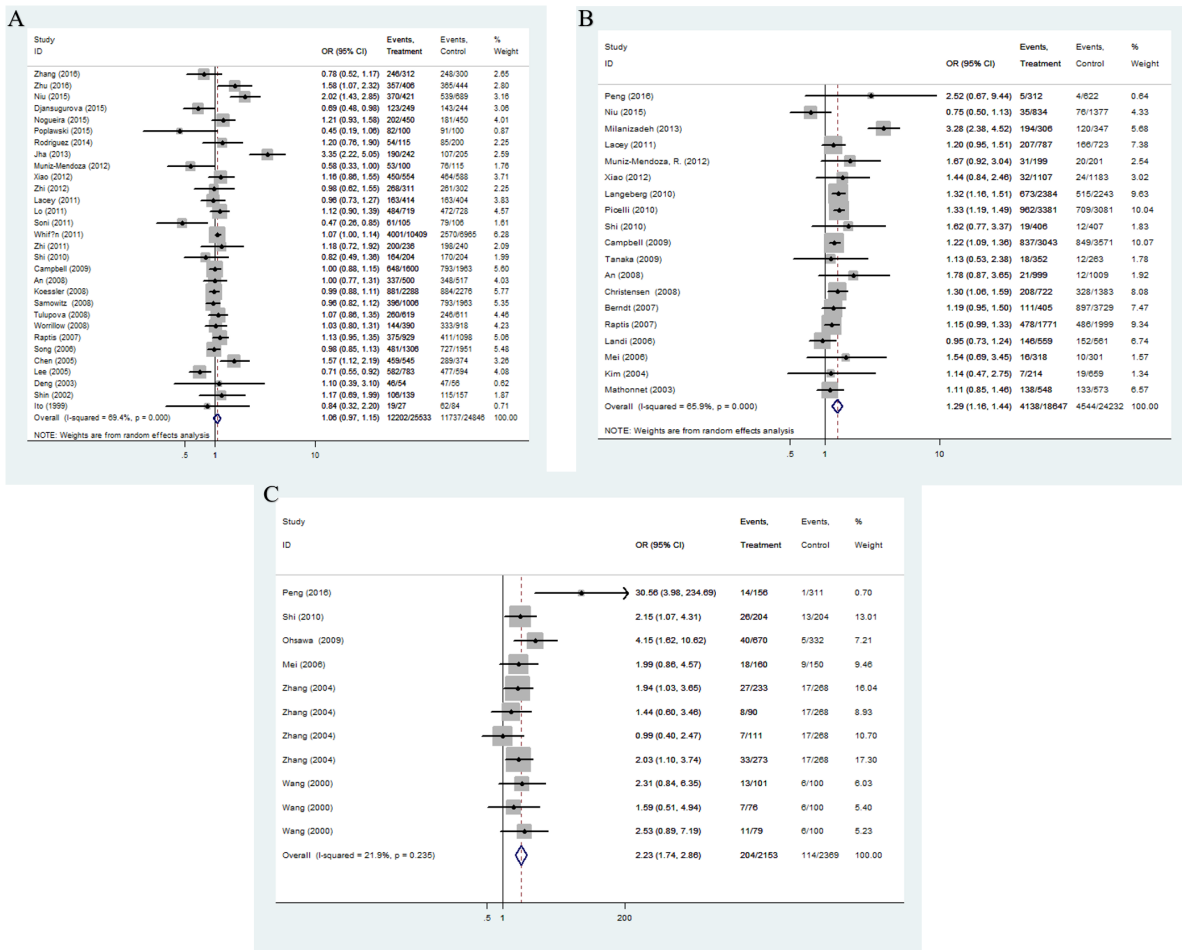 A
Study Events, Events, %
ID OR (95% CI) Treatment Control Weight
Zhang (2016) 0.78 (0.52, 1.17) 246/312 248/300 2.65
Zhu (2016) 1.58 (1.07, 2.32) 357/406 365/444 2.80
Niu (2015) 2.02 (1.43, 2.85) 370/421 539/689 3.16
Djansugurova (2015) 0.69 (0.48, 0.98) 123/249 143/244 3.06
Nogueira (2015) 1.21 (0.93, 1.58) 202/450 181/450 4.01
Poplawski (2015) 0.45 (0.19, 1.06) 82/100 91/100 0.87
Rodriguez (2014) 1.20 (0.76, 1.90) 54/115 85/200 2.25
Jha (2013) 3.35 (2.22, 5.05) 190/242 107/205 2.59
Muniz-Mendoza (2012) 0.58 (0.33, 1.00) 53/100 76/115 1.76
Xiao (2012) 1.16 (0.86, 1.55) 450/554 464/588 3.71
Zhi (2012) 0.98 (0.62, 1.55) 268/311 261/302 2.25
Lacey (2011) 0.96 (0.73, 1.27) 163/414 163/404 3.83
Lo (2011) 1.12 (0.90, 1.39) 484/719 472/728 4.57
Soni (2011) 0.47 (0.26, 0.85) 61/105 79/106 1.61
Whif?n (2011) 1.07 (1.00, 1.14) 4001/10409 2570/6965 6.28
Zhi (2011) 1.18 (0.72, 1.92) 200/236 198/240 2.09
Shi (2010) 0.82 (0.49, 1.36) 164/204 170/204 1.99
Campbell (2009) 1.00 (0.88, 1.15) 648/1600 793/1963 5.60
An (2008) 1.00 (0.77, 1.31) 337/500 348/517 4.03
Koessler (2008) 0.99 (0.88, 1.11) 881/2288 884/2276 5.77
Samowitz (2008) 0.96 (0.82, 1.12) 396/1006 793/1963 5.35
Tulupova (2008) 1.07 (0.86, 1.35) 260/619 246/611 4.46
Worrillow (2008) 1.03 (0.80, 1.31) 144/390 333/918 4.23
Raptis (2007) 1.13 (0.95, 1.35) 375/929 411/1098 5.06
Song (2006) 0.98 (0.85, 1.13) 481/1306 727/1951 5.48
Chen (2005) 1.57 (1.12, 2.19) 459/545 289/374 3.26
Lee (2005) 0.71 (0.55, 0.92) 582/783 477/594 4.08
Deng (2003) 1.10 (0.39, 3.10) 46/54 47/56 0.62
Shin (2002) 1.17 (0.69, 1.99) 106/139 115/157 1.87
Ito (1999) 0.84 (0.32, 2.20) 19/27 62/84 0.71
Overall (I-squared = 69.4%, p = 0.000) 1.06 (0.97, 1.15) 12202/25533 11737/24846 100.00
NOTE: Weights are from random effects analysis
.5 1 10
B
Study Events, Events, %
ID OR (95% CI) Treatment Control Weight
Peng (2016) 2.52 (0.67, 9.44) 5/312 4/622 0.64
Niu (2015) 0.75 (0.50, 1.13) 35/834 76/1377 4.33
Milanizadeh (2013) 3.28 (2.38, 4.52) 194/306 120/347 5.68
Lacey (2011) 1.20 (0.95, 1.51) 207/787 166/723 7.38
Muniz-Mendoza, R. (2012) 1.67 (0.92, 3.04) 31/199 20/201 2.54
Xiao (2012) 1.44 (0.84, 2.46) 32/1107 24/1183 3.02
Langeberg (2010) 1.32 (1.16, 1.51) 673/2384 515/2243 9.63
Picelli (2010) 1.33 (1.19, 1.49) 962/3381 709/3081 10.04
Shi (2010) 1.62 (0.77, 3.37) 19/406 12/407 1.83
Campbell (2009) 1.22 (1.09, 1.36) 837/3043 849/3571 10.07
Tanaka (2009) 1.13 (0.53, 2.38) 18/352 12/263 1.78
An (2008) 1.78 (0.87, 3.65) 21/999 12/1009 1.92
Christensen (2008) 1.30 (1.06, 1.59) 208/722 328/1383 8.08
Berndt (2007) 1.19 (0.95, 1.50) 111/405 897/3729 7.47
Raptis (2007) 1.15 (0.99, 1.33) 478/1771 486/1999 9.34
Landi (2006) 0.95 (0.73, 1.24) 146/559 152/561 6.74
Mei (2006) 1.54 (0.69, 3.45) 16/318 10/301 1.57
Kim (2004) 1.14 (0.47, 2.75) 7/214 19/659 1.34
Mathonnet (2003) 1.11 (0.85, 1.46) 138/548 133/573 6.57
Overall (I-squared = 65.9%, p = 0.000) 1.29 (1.16, 1.44) 4138/18647 4544/24232 100.00
NOTE: Weights are from random effects analysis
.5 1 10
C
Study Events, Events, %
ID OR (95% CI) Treatment Control Weight
Peng (2016) 30.56 (3.98, 234.69) 14/156 1/311 0.70
Shi (2010) 2.15 (1.07, 4.31) 26/204 13/204 13.01
Ohsawa (2009) 4.15 (1.62, 10.62) 40/670 5/332 7.21
Mei (2006) 1.99 (0.86, 4.57) 18/160 9/150 9.46
Zhang (2004) 1.94 (1.03, 3.65) 27/233 17/268 16.04
Zhang (2004) 1.44 (0.60, 3.46) 8/90 17/268 8.93
Zhang (2004) 0.99 (0.40, 2.47) 7/111 17/268 10.70
Zhang (2004) 2.03 (1.10, 3.74) 33/273 17/268 17.30
Wang (2000) 2.31 (0.84, 6.35) 13/101 6/100 6.03
Wang (2000) 1.59 (0.51, 4.94) 7/76 6/100 5.40
Wang (2000) 2.53 (0.89, 7.19) 11/79 6/100 5.23
Overall (I-squared = 21.9%, p = 0.235) 2.23 (1.74, 2.86) 204/2153 114/2369 100.00
.5 1 200